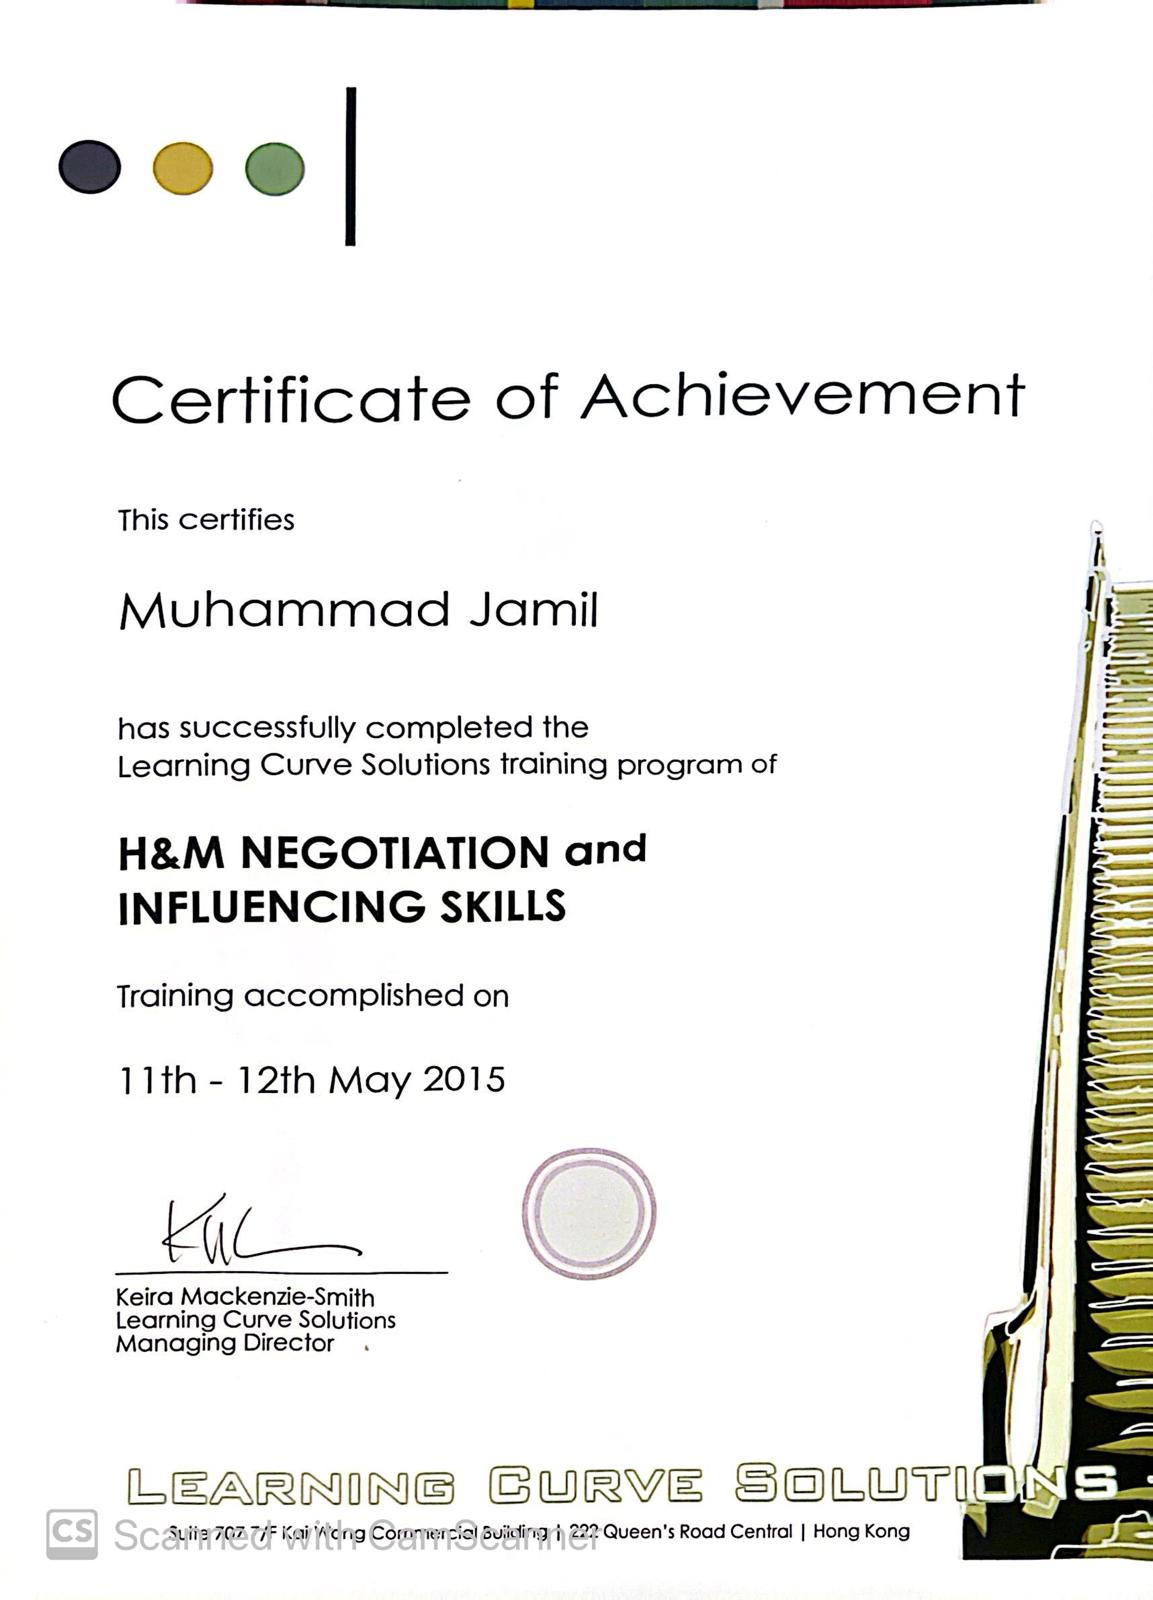 Certificate of Achievement
This certifies
Muhammad Jamil
has successfully completed the
Learning Curve Solutions training program of
H&M NEGOTIATION and
INFLUENCING SKILLS
Training accomplished on
11th - 12th May 2015
Keira Mackenzie-Smith
Learning Curve Solutions
Managing Director
LEARNING CURVE SOLUTIONS
Suite 707 7/F Kai Wong Commercial Building | 222 Queen's Road Central | Hong Kong
CS Scanned with CamScanner